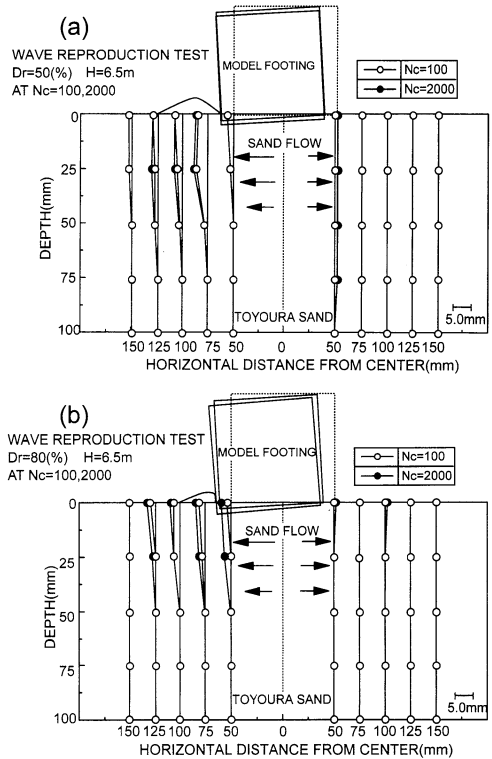 (a)
WAVE REPRODUCTION TEST
Dr=50(%) H=6.5m
AT Nc=100,2000
MODEL FOOTING
Nc=100
Nc=2000
SAND FLOW
0
25
50
75
100
DEPTH(mm)
TOYOURA SAND
5.0mm
150 125 100 75 50 0 50 75 100 125 150
HORIZONTAL DISTANCE FROM CENTER(mm)
(b)
WAVE REPRODUCTION TEST
Dr=80(%) H=6.5m
AT Nc=100,2000
MODEL FOOTING
Nc=100
Nc=2000
SAND FLOW
0
25
50
75
100
DEPTH(mm)
TOYOURA SAND
5.0mm
150 125 100 75 50 0 50 75 100 125 150
HORIZONTAL DISTANCE FROM CENTER(mm)